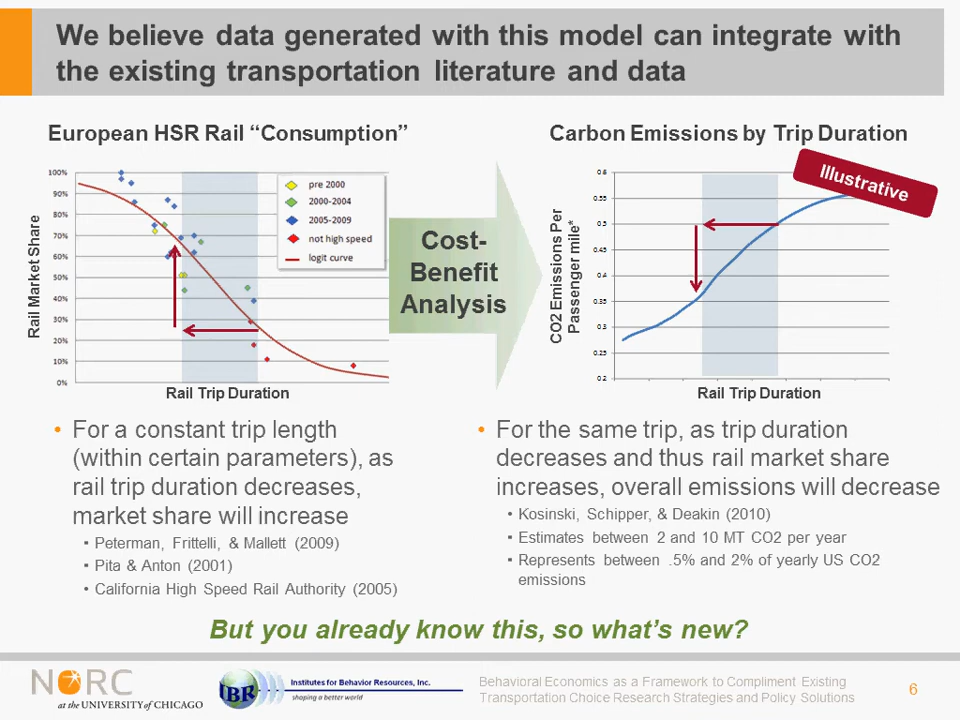 We believe data generated with this model can integrate with
the existing transportation literature and data
European HSR Rail “Consumption”
Rail Market Share
100%
90%
80%
70%
60%
50%
40%
30%
20%
10%
0%
pre 2000
2000-2004
2005-2009
not high speed
logit curve
Rail Trip Duration
Cost-
Benefit
Analysis
Carbon Emissions by Trip Duration
Illustrative
CO2 Emissions Per
Passenger mile*
0.6
0.55
0.5
0.45
0.4
0.35
0.3
0.25
0.2
Rail Trip Duration
• For a constant trip length
(within certain parameters), as
rail trip duration decreases,
market share will increase
▪ Peterman, Frittelli, & Mallett (2009)
▪ Pita & Anton (2001)
▪ California High Speed Rail Authority (2005)
• For the same trip, as trip duration
decreases and thus rail market share
increases, overall emissions will decrease
▪ Kosinski, Schipper, & Deakin (2010)
▪ Estimates between 2 and 10 MT CO2 per year
▪ Represents between .5% and 2% of yearly US CO2
emissions
But you already know this, so what’s new?
NORC
at the UNIVERSITY of CHICAGO
IBR
Institutes for Behavior Resources, Inc.
shaping a better world
Behavioral Economics as a Framework to Compliment Existing
Transportation Choice Research Strategies and Policy Solutions
6